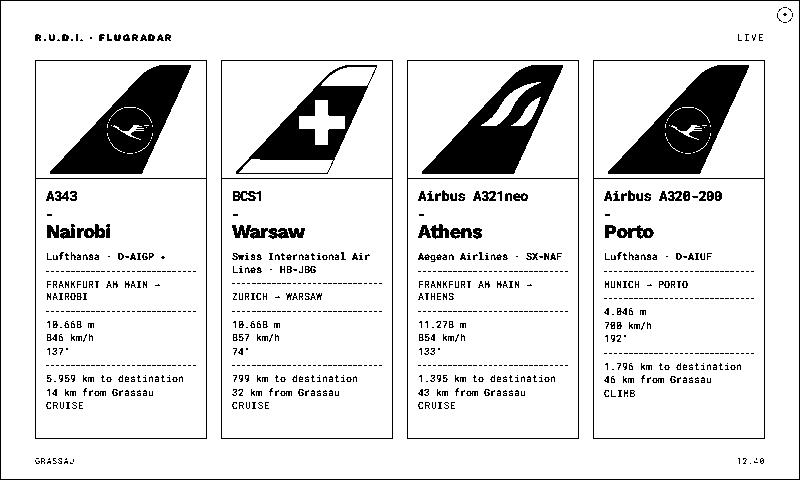 R.U.D.I. · FLUGRADAR
LIVE
A343
–
Nairobi
Lufthansa · D-AIGP ✦
FRANKFURT AM MAIN →
NAIROBI
10.668 m
846 km/h
137°
5.959 km to destination
14 km from Grassau
CRUISE
BCS1
–
Warsaw
Swiss International Air
Lines · HB-JBG
ZURICH → WARSAW
10.668 m
857 km/h
74°
799 km to destination
32 km from Grassau
CRUISE
Airbus A321neo
–
Athens
Aegean Airlines · SX-NAF
FRANKFURT AM MAIN →
ATHENS
11.278 m
854 km/h
133°
1.395 km to destination
43 km from Grassau
CRUISE
Airbus A320-200
–
Porto
Lufthansa · D-AIUF
MUNICH → PORTO
4.046 m
700 km/h
192°
1.796 km to destination
46 km from Grassau
CLIMB
GRASSAU
12:40